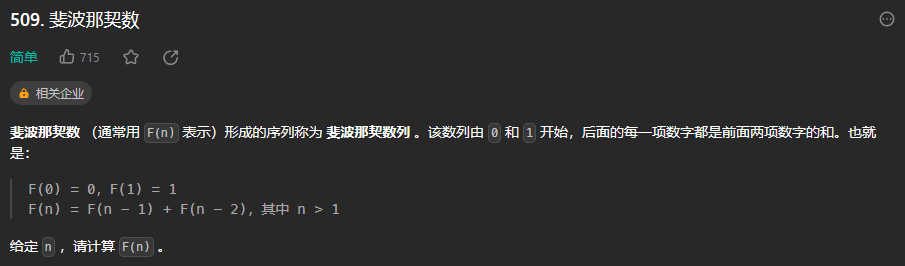 509. 斐波那契数
简单 715
相关企业
斐波那契数 （通常用 F(n) 表示）形成的序列称为 斐波那契数列 。该数列由 0 和 1 开始，后面的每一项数字都是前面两项数字的和。也就
是：
F(0) = 0，F(1) = 1
F(n) = F(n − 1) + F(n − 2)，其中 n > 1
给定 n ，请计算 F(n) 。